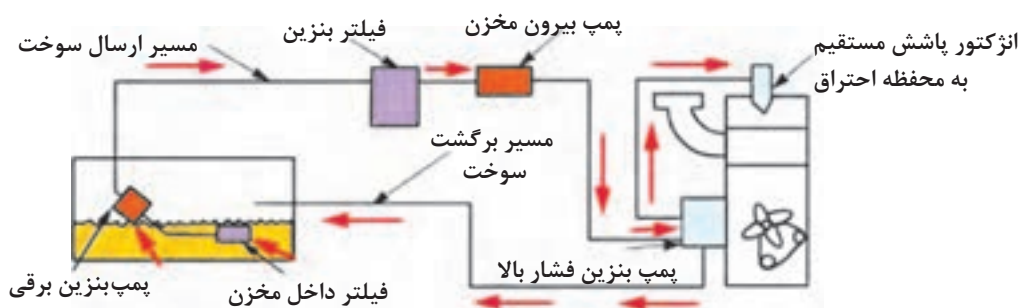 پمپ بیرون مخزن
فیلتر بنزین
مسیر ارسال سوخت
انژکتور پاشش مستقیم
به محفظه احتراق
مسیر برگشت
سوخت
پمپ بنزین فشار بالا
فیلتر داخل مخزن
پمپ‌بنزین برقی